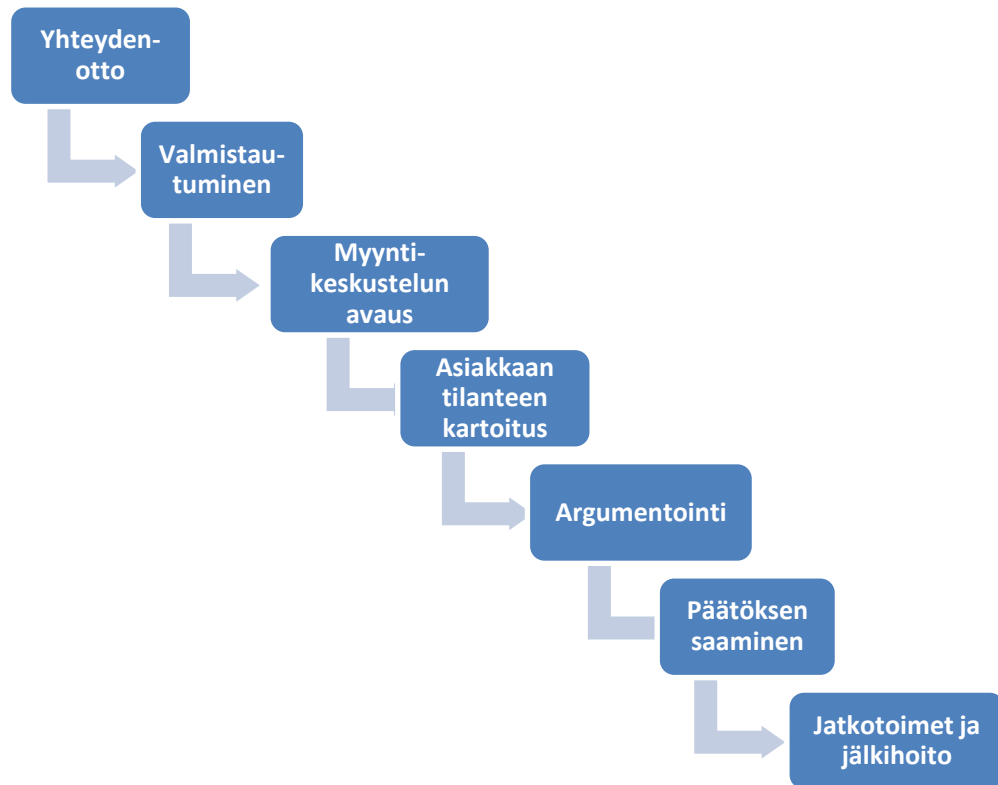 Yhteyden-
otto
Valmistau-
tuminen
Myynti-
keskustelun
avaus
Asiakkaan
tilanteen
kartoitus
Argumentointi
Päätöksen
saaminen
Jatkotoimet ja
jälkihoito